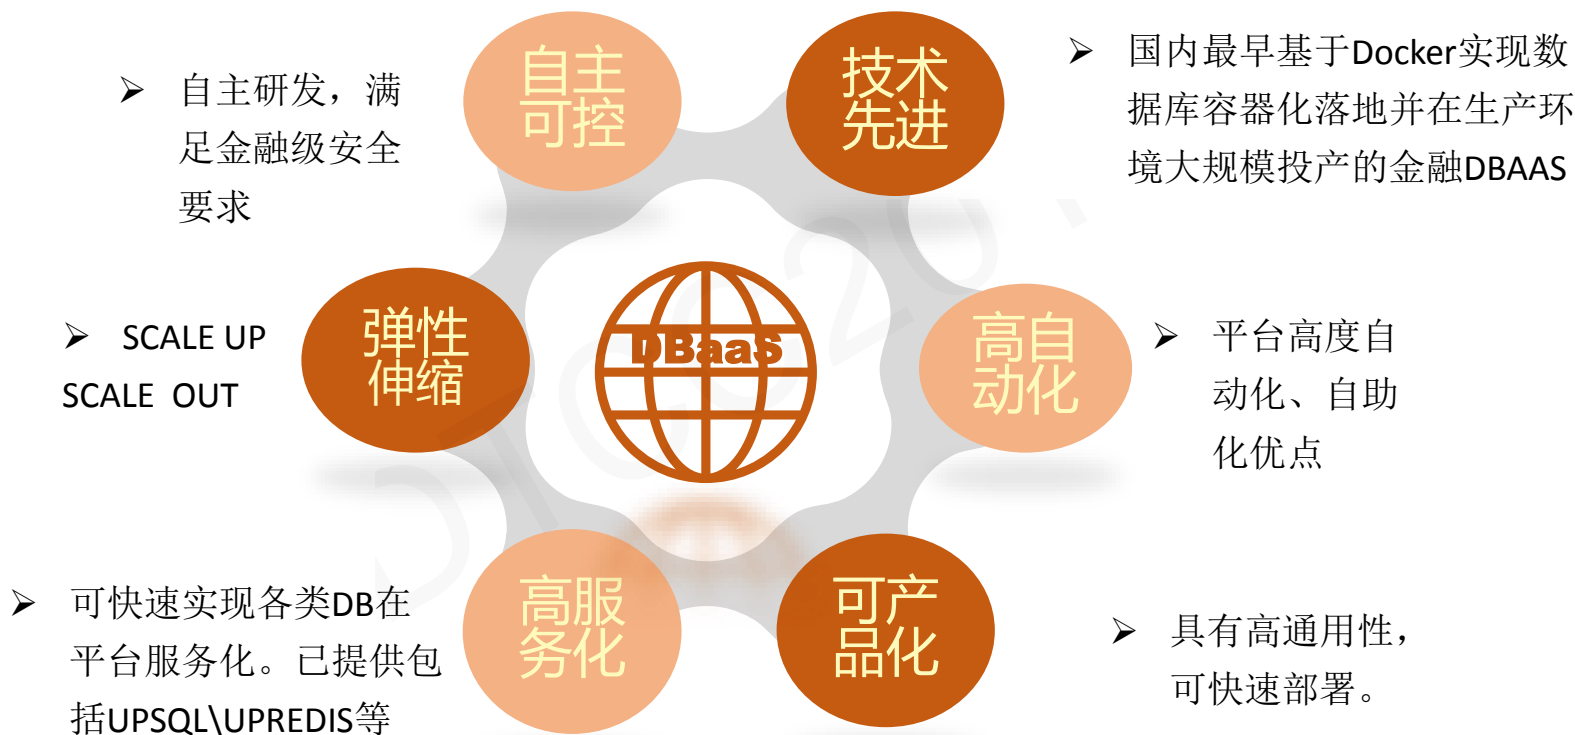 自主
可控
自主研发，满
足金融级安全
要求
技术
先进
国内最早基于Docker实现数
据库容器化落地并在生产环
境大规模投产的金融DBAAS
弹性
伸缩
SCALE UP
SCALE OUT
DBaaS
高自
动化
平台高度自
动化、自助
化优点
高服
务化
可快速实现各类DB在
平台服务化。已提供包
括UPSQL\UPREDIS等
可产
品化
具有高通用性，
可快速部署。